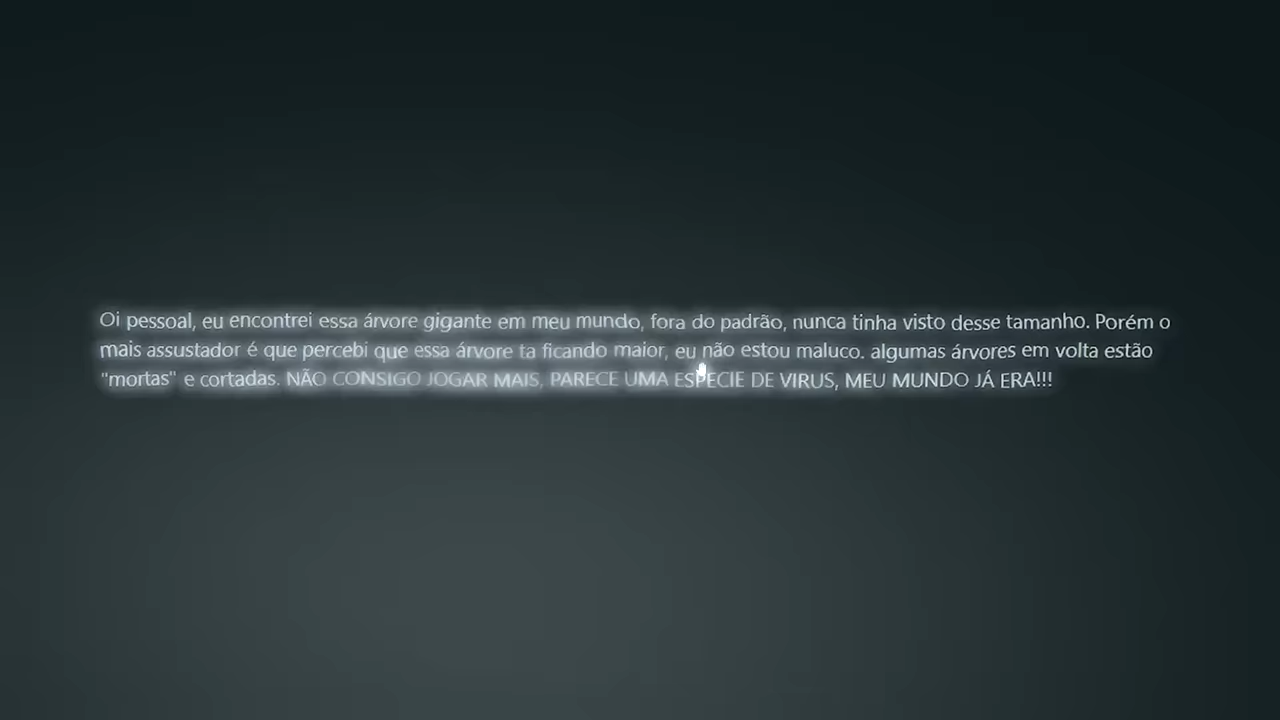 Oi pessoal, eu encontrei essa árvore gigante em meu mundo, fora do padrão, nunca tinha visto desse tamanho. Porém o
mais assustador é que percebi que essa árvore ta ficando maior, eu não estou maluco. algumas árvores em volta estão
"mortas" e cortadas. NÃO CONSIGO JOGAR MAIS, PARECE UMA ESPECIE DE VIRUS, MEU MUNDO JÁ ERA!!!